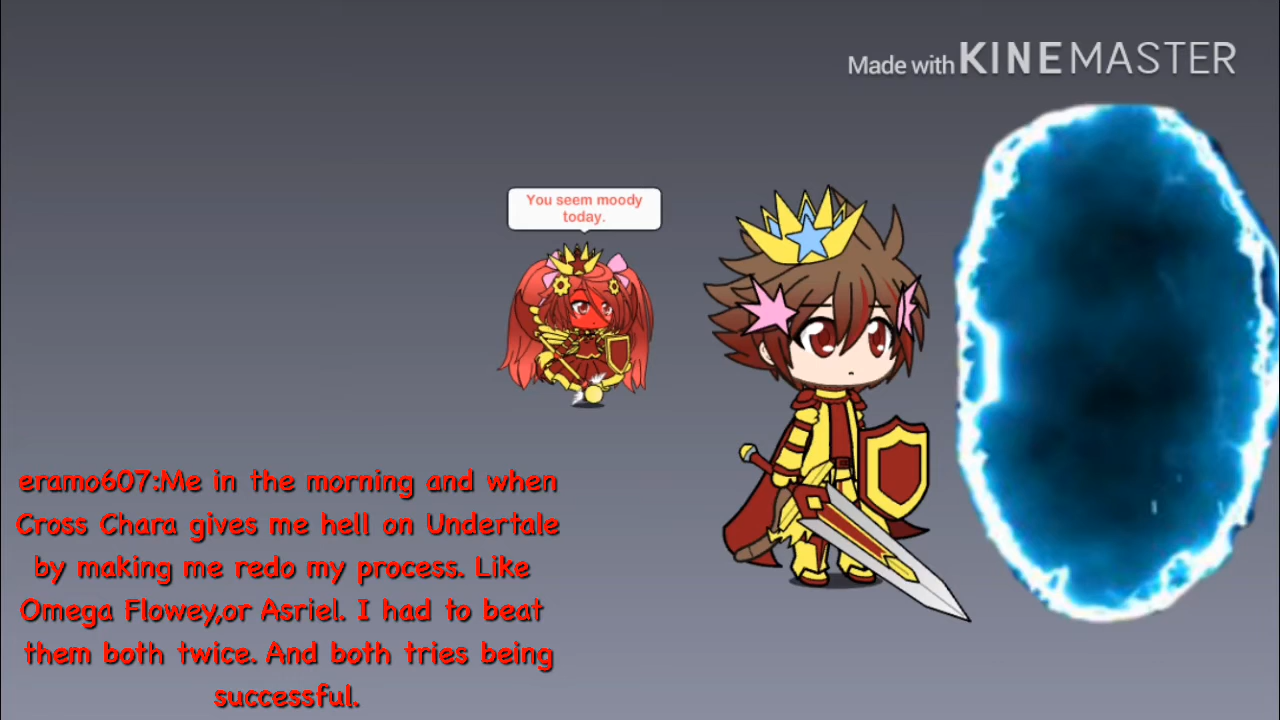 Made with KINEMASTER
You seem moody
today.
eramo607:Me in the morning and when
Cross Chara gives me hell on Undertale
by making me redo my process. Like
Omega Flowey,or Asriel. I had to beat
them both twice. And both tries being
successful.